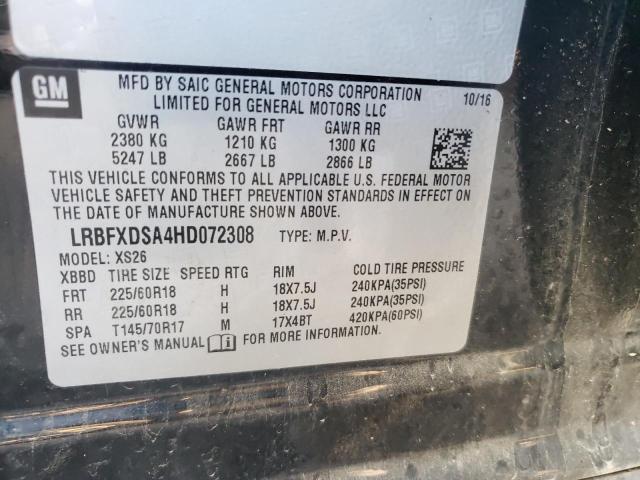 GM
MFD BY SAIC GENERAL MOTORS CORPORATION
LIMITED FOR GENERAL MOTORS LLC
10/16
GVWR GAWR FRT GAWR RR
2380 KG 1210 KG 1300 KG
5247 LB 2667 LB 2866 LB
THIS VEHICLE CONFORMS TO ALL APPLICABLE U.S. FEDERAL MOTOR
VEHICLE SAFETY AND THEFT PREVENTION STANDARDS IN EFFECT ON
THE DATE OF MANUFACTURE SHOWN ABOVE.
LRBFXDSA4HD072308 TYPE: M.P.V.
MODEL: XS26
XBBD TIRE SIZE SPEED RTG RIM COLD TIRE PRESSURE
FRT 225/60R18 H 18X7.5J 240KPA(35PSI)
RR 225/60R18 H 18X7.5J 240KPA(35PSI)
SPA T145/70R17 M 17X4BT 420KPA(60PSI)
SEE OWNER'S MANUAL FOR MORE INFORMATION.